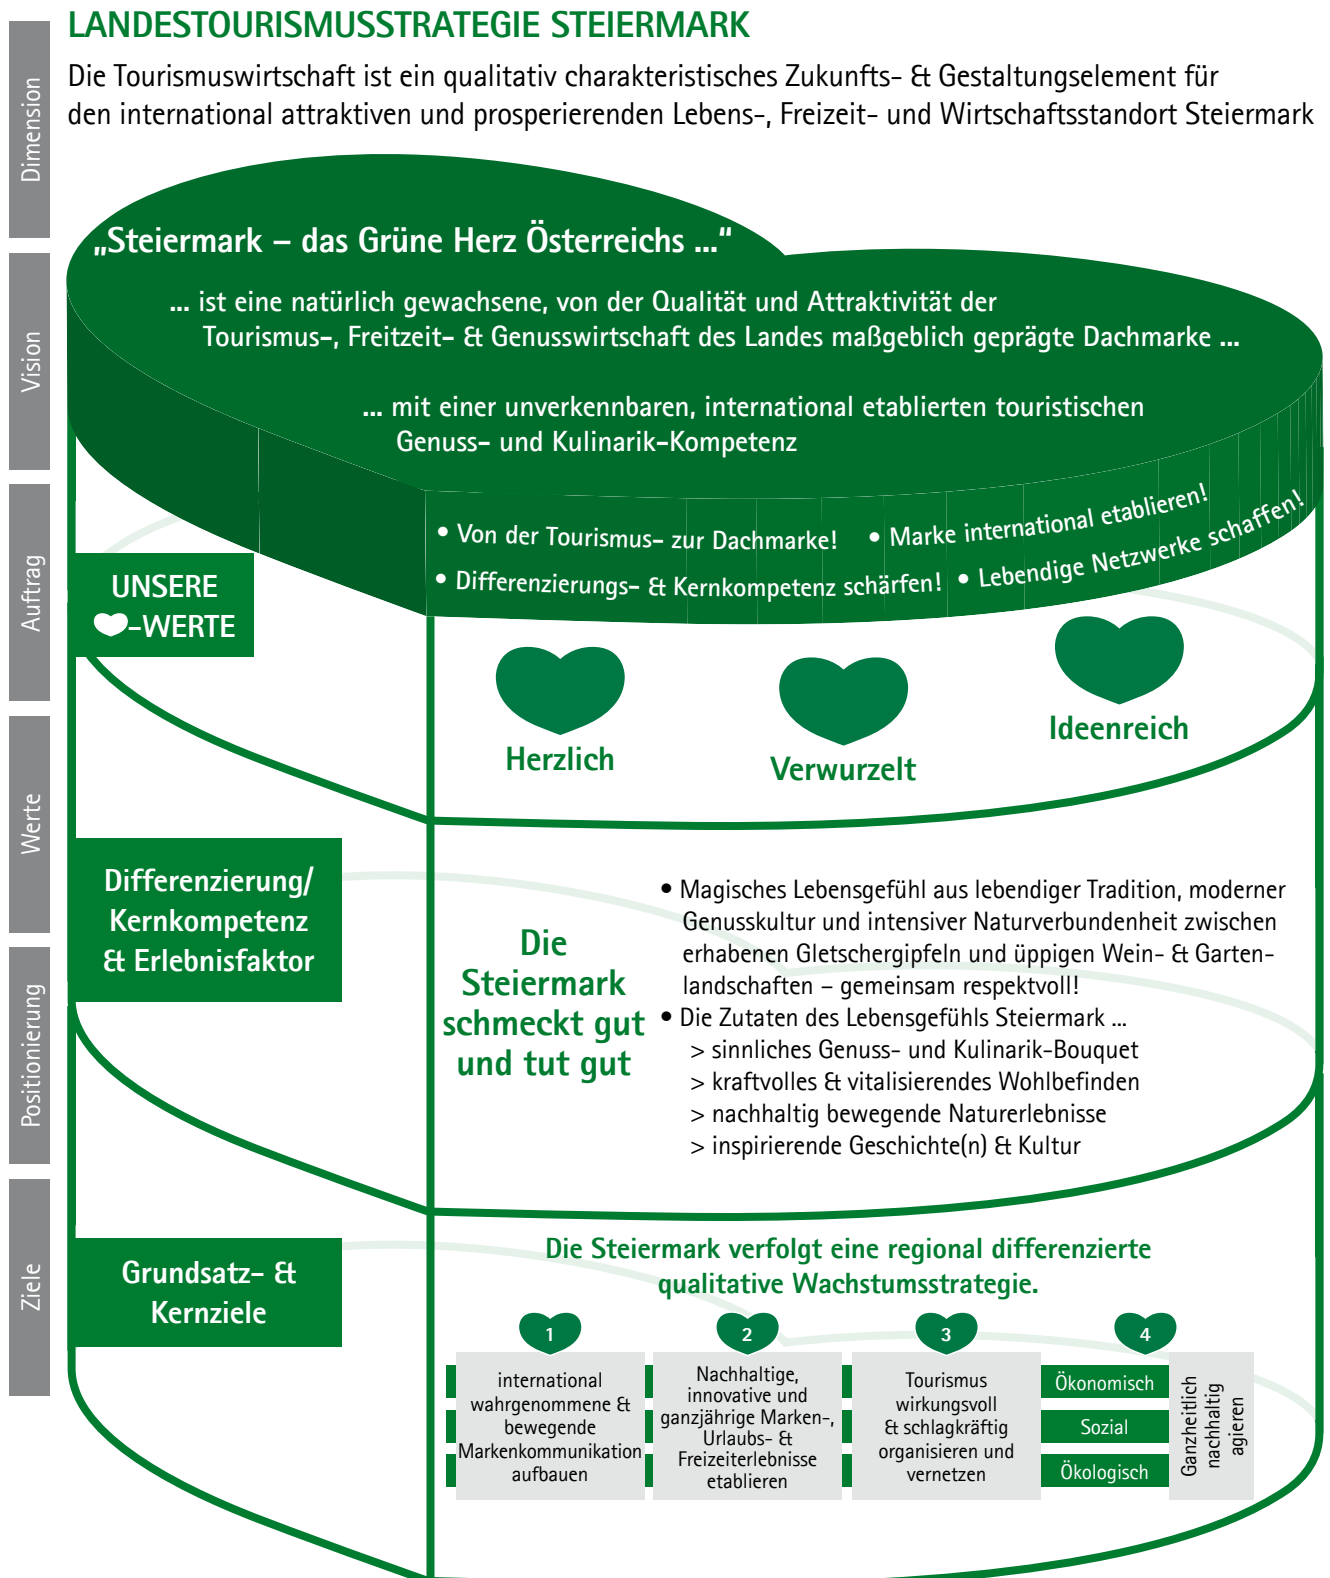 LANDESTOURISMUSSTRATEGIE STEIERMARK
Die Tourismuswirtschaft ist ein qualitativ charakteristisches Zukunfts- & Gestaltungselement für
den international attraktiven und prosperierenden Lebens-, Freizeit- und Wirtschaftsstandort Steiermark
Dimension
„Steiermark – das Grüne Herz Österreichs ...“
... ist eine natürlich gewachsene, von der Qualität und Attraktivität der
Tourismus-, Freitzeit- & Genusswirtschaft des Landes maßgeblich geprägte Dachmarke ...
... mit einer unverkennbaren, international etablierten touristischen
Genuss- und Kulinarik-Kompetenz
Vision
• Von der Tourismus- zur Dachmarke!
• Marke international etablieren!
• Differenzierungs- & Kernkompetenz schärfen!
• Lebendige Netzwerke schaffen!
Auftrag
UNSERE
-WERTE
Herzlich
Verwurzelt
Ideenreich
Werte
Differenzierung/
Kernkompetenz
& Erlebnisfaktor
Die
Steiermark
schmeckt gut
und tut gut
• Magisches Lebensgefühl aus lebendiger Tradition, moderner
Genusskultur und intensiver Naturverbundenheit zwischen
erhabenen Gletschergipfeln und üppigen Wein- & Garten-
landschaften – gemeinsam respektvoll!
• Die Zutaten des Lebensgefühls Steiermark ...
> sinnliches Genuss- und Kulinarik-Bouquet
> kraftvolles & vitalisierendes Wohlbefinden
> nachhaltig bewegende Naturerlebnisse
> inspirierende Geschichte(n) & Kultur
Positionierung
Grundsatz- &
Kernziele
Die Steiermark verfolgt eine regional differenzierte
qualitative Wachstumsstrategie.
Ziele
1
international
wahrgenommene &
bewegende
Markenkommunikation
aufbauen
2
Nachhaltige,
innovative und
ganzjährige Marken-,
Urlaubs- &
Freizeiterlebnisse
etablieren
3
Tourismus
wirkungsvoll
& schlagkräftig
organisieren und
vernetzen
4
Ökonomisch
Sozial
Ökologisch
Ganzheitlich
nachhaltig
agieren